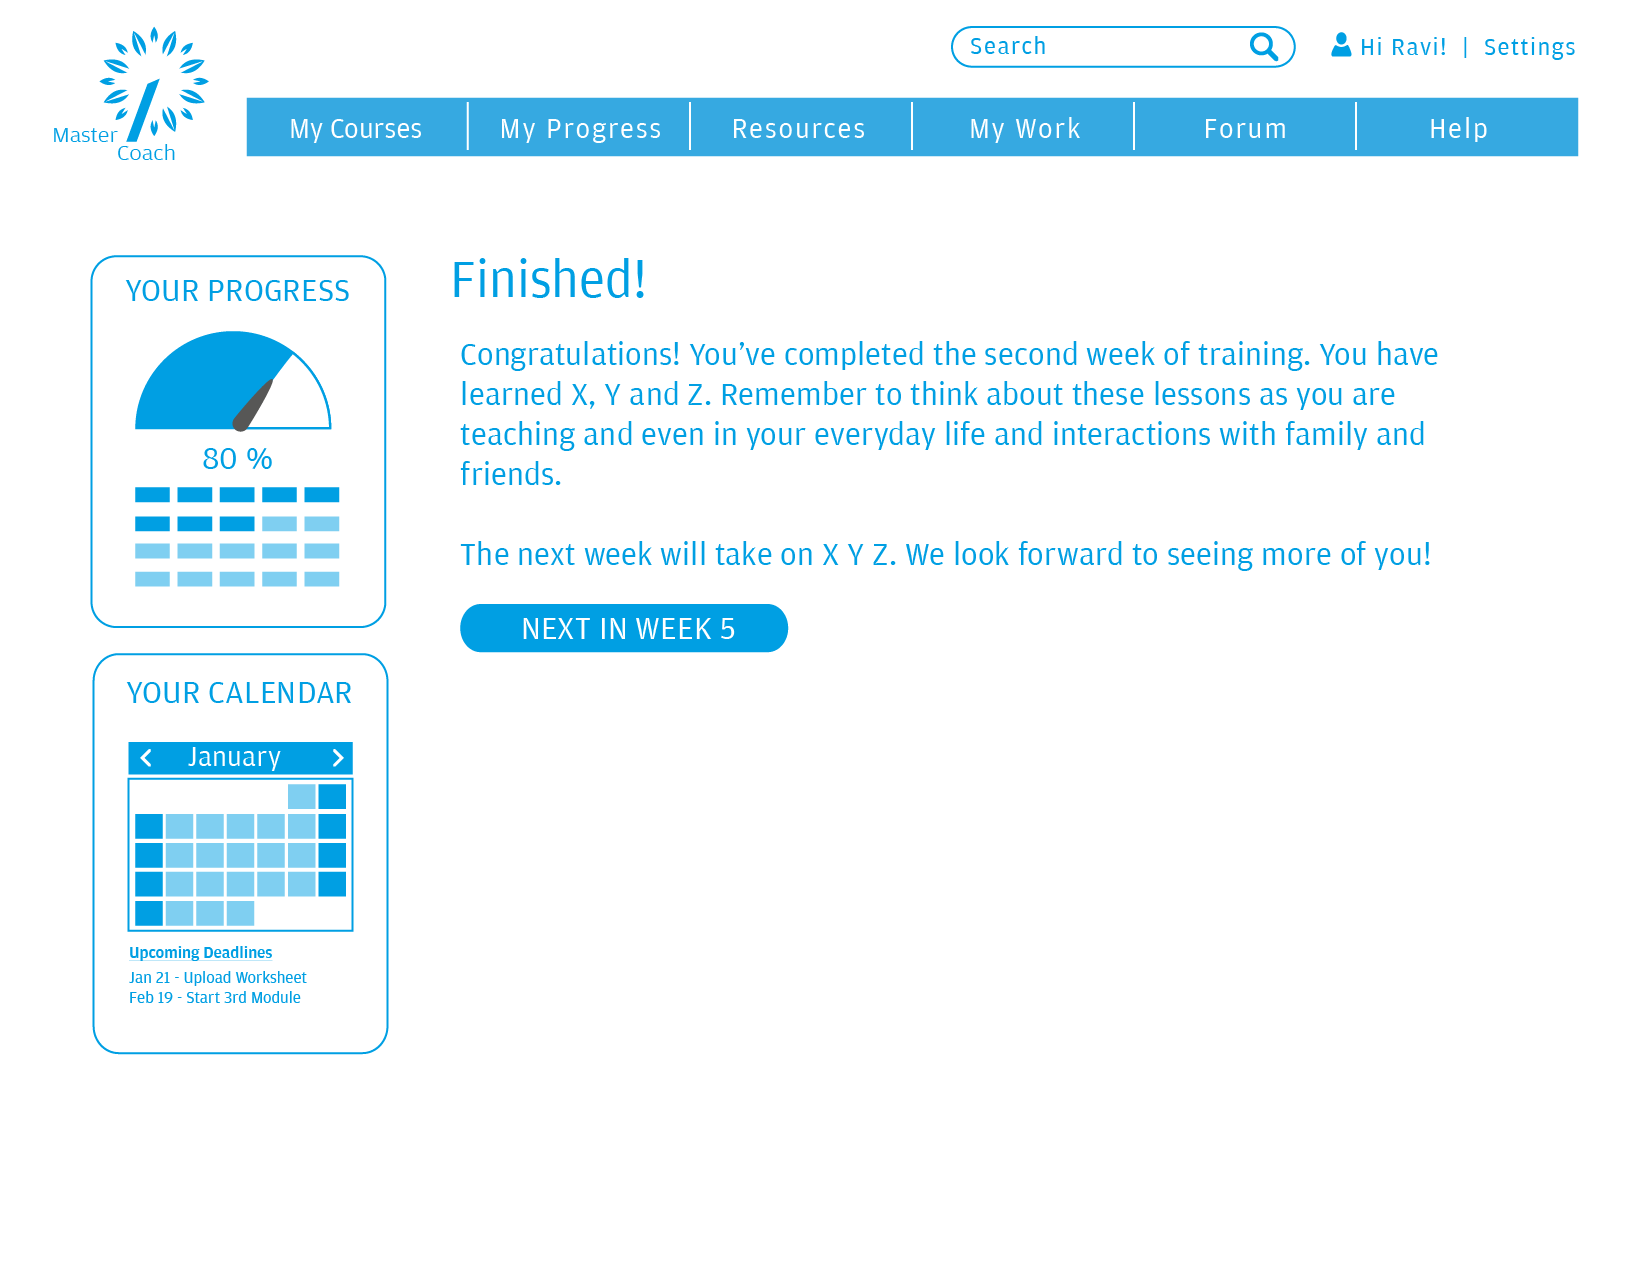 Master
Coach
Search
Hi Ravi! | Settings
My Courses
My Progress
Resources
My Work
Forum
Help
YOUR PROGRESS
80 %
YOUR CALENDAR
January
Upcoming Deadlines
Jan 21 - Upload Worksheet
Feb 19 - Start 3rd Module
Finished!
Congratulations! You’ve completed the second week of training. You have
learned X, Y and Z. Remember to think about these lessons as you are
teaching and even in your everyday life and interactions with family and
friends.
The next week will take on X Y Z. We look forward to seeing more of you!
NEXT IN WEEK 5